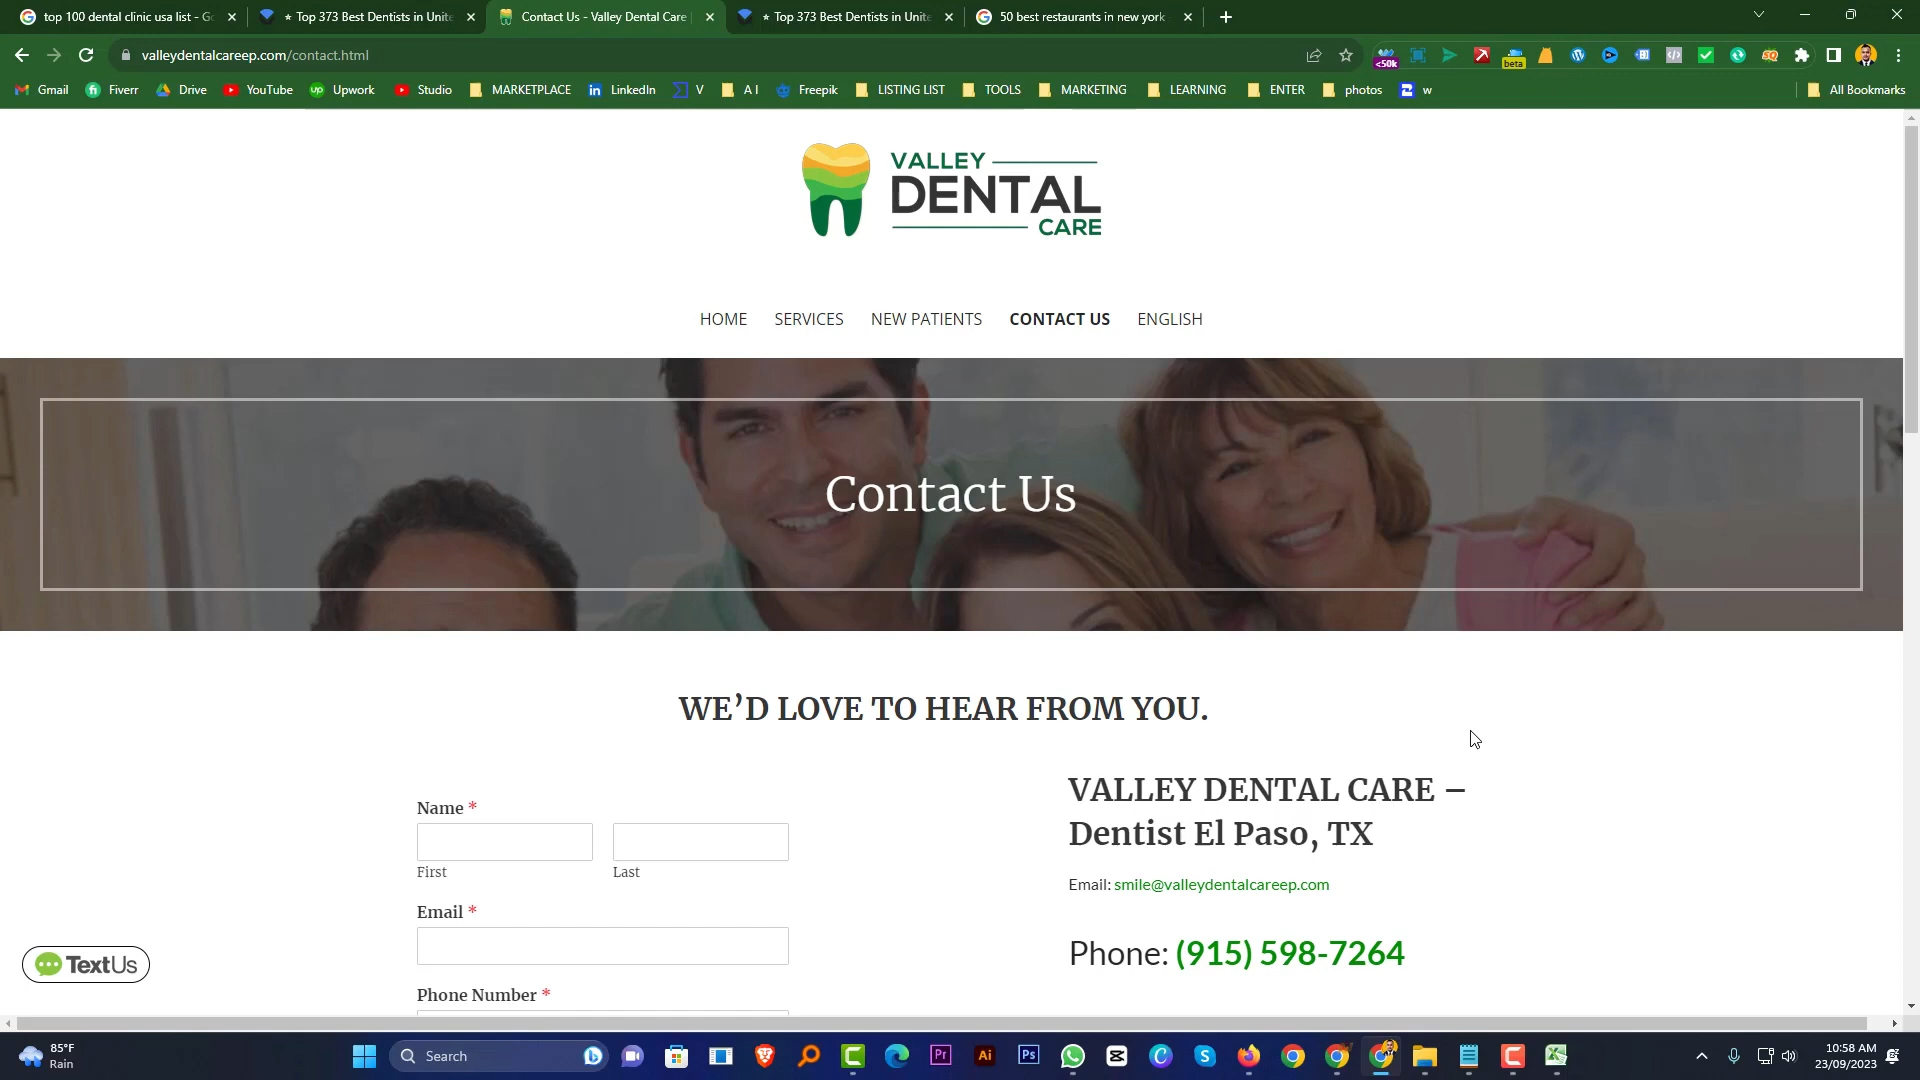 top 100 dental clinic usa list - Go
★ Top 373 Best Dentists in Unite
Contact Us - Valley Dental Care |
★ Top 373 Best Dentists in Unite
50 best restaurants in new york
valleydentalcareep.com/contact.html
<50k
beta
Gmail
Fiverr
Drive
YouTube
Upwork
Studio
MARKETPLACE
LinkedIn
V
A I
Freepik
LISTING LIST
TOOLS
MARKETING
LEARNING
ENTER
photos
w
All Bookmarks
VALLEY
DENTAL
CARE
HOME
SERVICES
NEW PATIENTS
CONTACT US
ENGLISH
Contact Us
WE’D LOVE TO HEAR FROM YOU.
Name *
First
Last
Email *
Phone Number *
VALLEY DENTAL CARE –
Dentist El Paso, TX
Email: smile@valleydentalcareep.com
Phone: (915) 598-7264
TextUs
85°F
Rain
Search
Pr
Ai
Ps
10:58 AM
23/09/2023